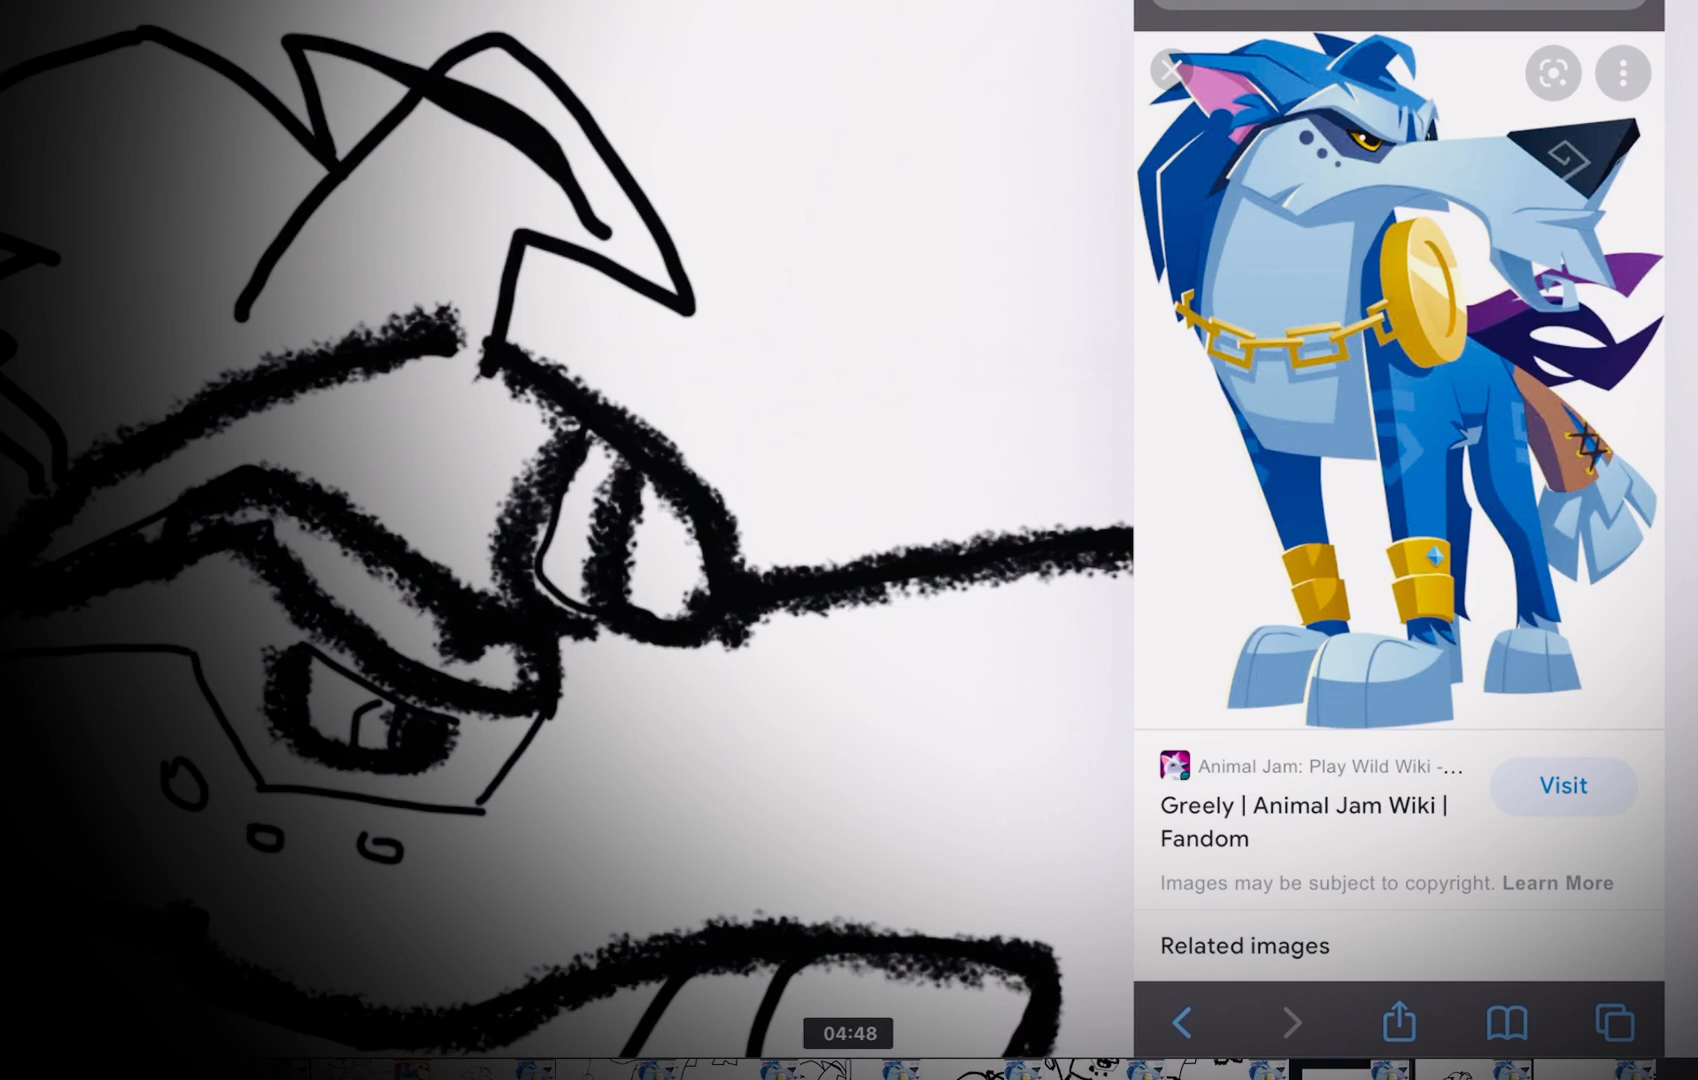 Animal Jam: Play Wild Wiki -...
Visit
Greely | Animal Jam Wiki |
Fandom
Images may be subject to copyright. Learn More
Related images
04:48